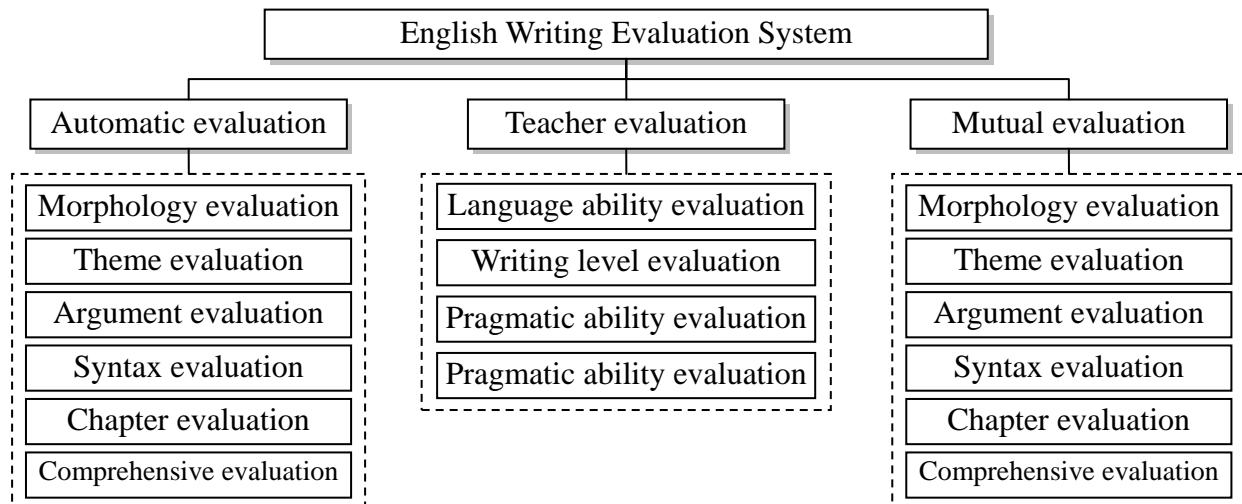 English Writing Evaluation System
Automatic evaluation
Teacher evaluation
Mutual evaluation
Morphology evaluation
Theme evaluation
Argument evaluation
Syntax evaluation
Chapter evaluation
Comprehensive evaluation
Language ability evaluation
Writing level evaluation
Pragmatic ability evaluation
Pragmatic ability evaluation
Morphology evaluation
Theme evaluation
Argument evaluation
Syntax evaluation
Chapter evaluation
Comprehensive evaluation